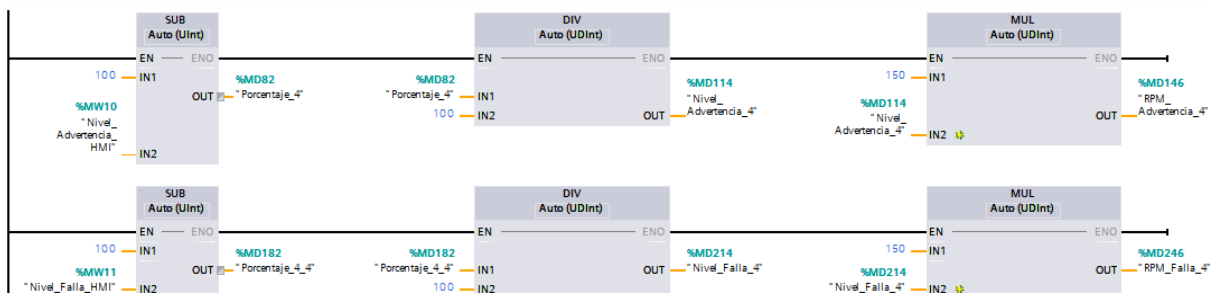 SUB
Auto (UInt)
DIV
Auto (UDInt)
MUL
Auto (UDInt)
EN
ENO
EN
ENO
EN
ENO
100
IN1
%MW10
"Nivel_
Advertencia_
HMI"
IN2
OUT
%MD82
"Porcentaje_4"
%MD82
"Porcentaje_4"
IN1
100
IN2
OUT
%MD114
"Nivel_
Advertencia_4"
150
IN1
%MD114
"Nivel_
Advertencia_4"
IN2
OUT
%MD146
"RPM_
Advertencia_4"
SUB
Auto (UInt)
DIV
Auto (UDInt)
MUL
Auto (UDInt)
EN
ENO
EN
ENO
EN
ENO
100
IN1
%MW11
"Nivel_Falla_HMI"
IN2
OUT
%MD182
"Porcentaje_4_4"
%MD182
"Porcentaje_4_4"
IN1
100
IN2
OUT
%MD214
"Nivel_Falla_4"
150
IN1
%MD214
"Nivel_Falla_4"
IN2
OUT
%MD246
"RPM_Falla_4"